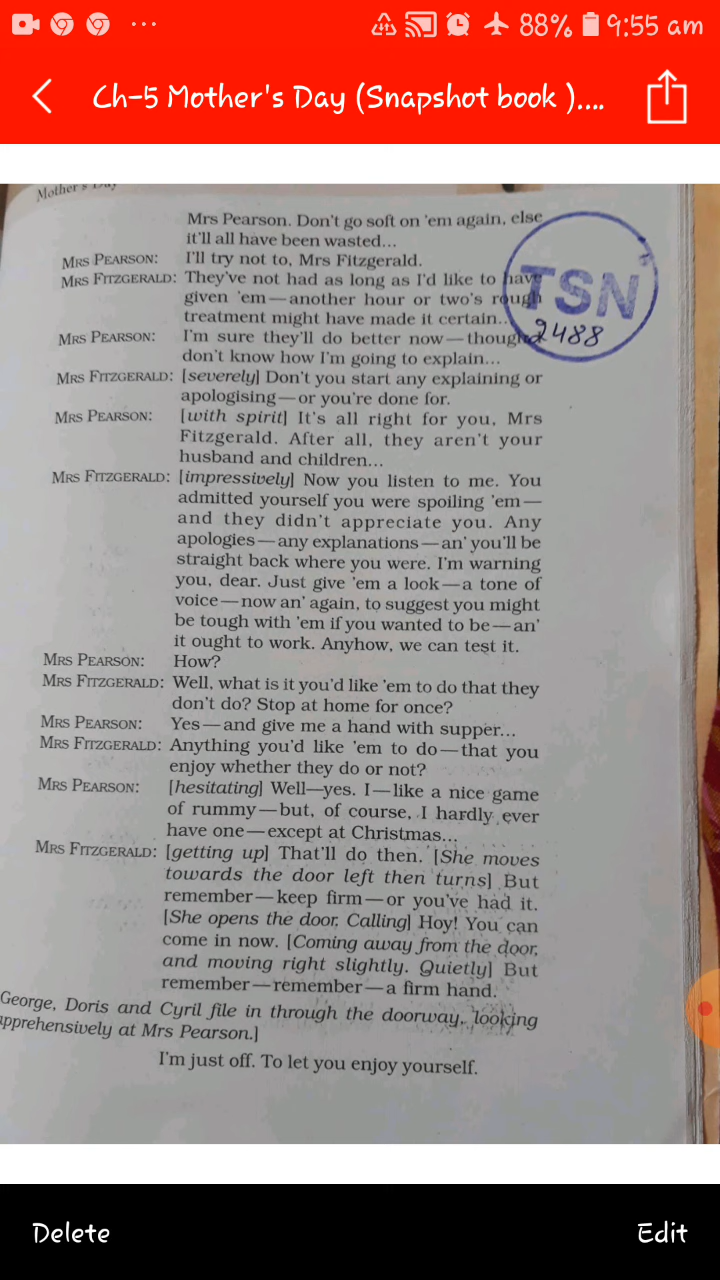 88% 9:55 am
Ch-5 Mother's Day (Snapshot book )....
Mrs Pearson. Don't go soft on 'em again, else
it'll all have been wasted...
MRS PEARSON: I'll try not to, Mrs Fitzgerald.
MRS FITZGERALD: They've not had as long as I'd like to have
given 'em—another hour or two's rough
treatment might have made it certain...
MRS PEARSON: I'm sure they'll do better now—though
don't know how I'm going to explain...
MRS FITZGERALD: [severely] Don't you start any explaining or
apologising—or you're done for.
MRS PEARSON: [with spirit] It's all right for you, Mrs
Fitzgerald. After all, they aren't your
husband and children...
MRS FITZGERALD: [impressively] Now you listen to me. You
admitted yourself you were spoiling 'em—
and they didn't appreciate you. Any
apologies—any explanations—an' you'll be
straight back where you were. I'm warning
you, dear. Just give 'em a look—a tone of
voice—now an' again, to suggest you might
be tough with 'em if you wanted to be—an'
it ought to work. Anyhow, we can test it.
MRS PEARSON: How?
MRS FITZGERALD: Well, what is it you'd like 'em to do that they
don't do? Stop at home for once?
MRS PEARSON: Yes—and give me a hand with supper...
MRS FITZGERALD: Anything you'd like 'em to do—that you
enjoy whether they do or not?
MRS PEARSON: [hesitating] Well—yes. I—like a nice game
of rummy—but, of course, I hardly ever
have one—except at Christmas...
MRS FITZGERALD: [getting up] That'll do then. [She moves
towards the door left then turns] But
remember—keep firm—or you've had it.
[She opens the door, Calling] Hoy! You can
come in now. [Coming away from the door,
and moving right slightly. Quietly] But
remember—remember—a firm hand.
George, Doris and Cyril file in through the doorway, looking
apprehensively at Mrs Pearson.]
I'm just off. To let you enjoy yourself.
TSN
2488
Delete Edit